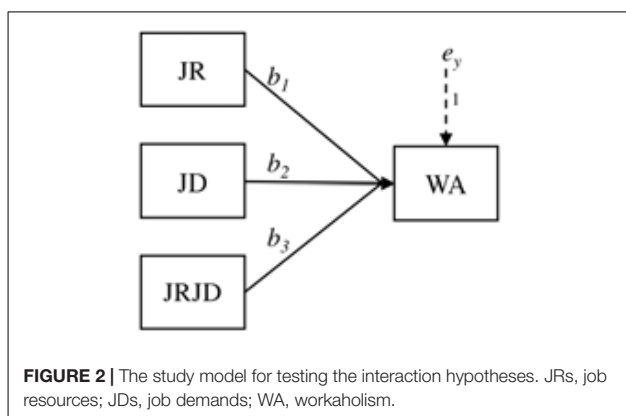 JR
b1
ey
1
JD
b2
WA
b3
JRJD
FIGURE 2 | The study model for testing the interaction hypotheses. JRs, job
resources; JDs, job demands; WA, workaholism.